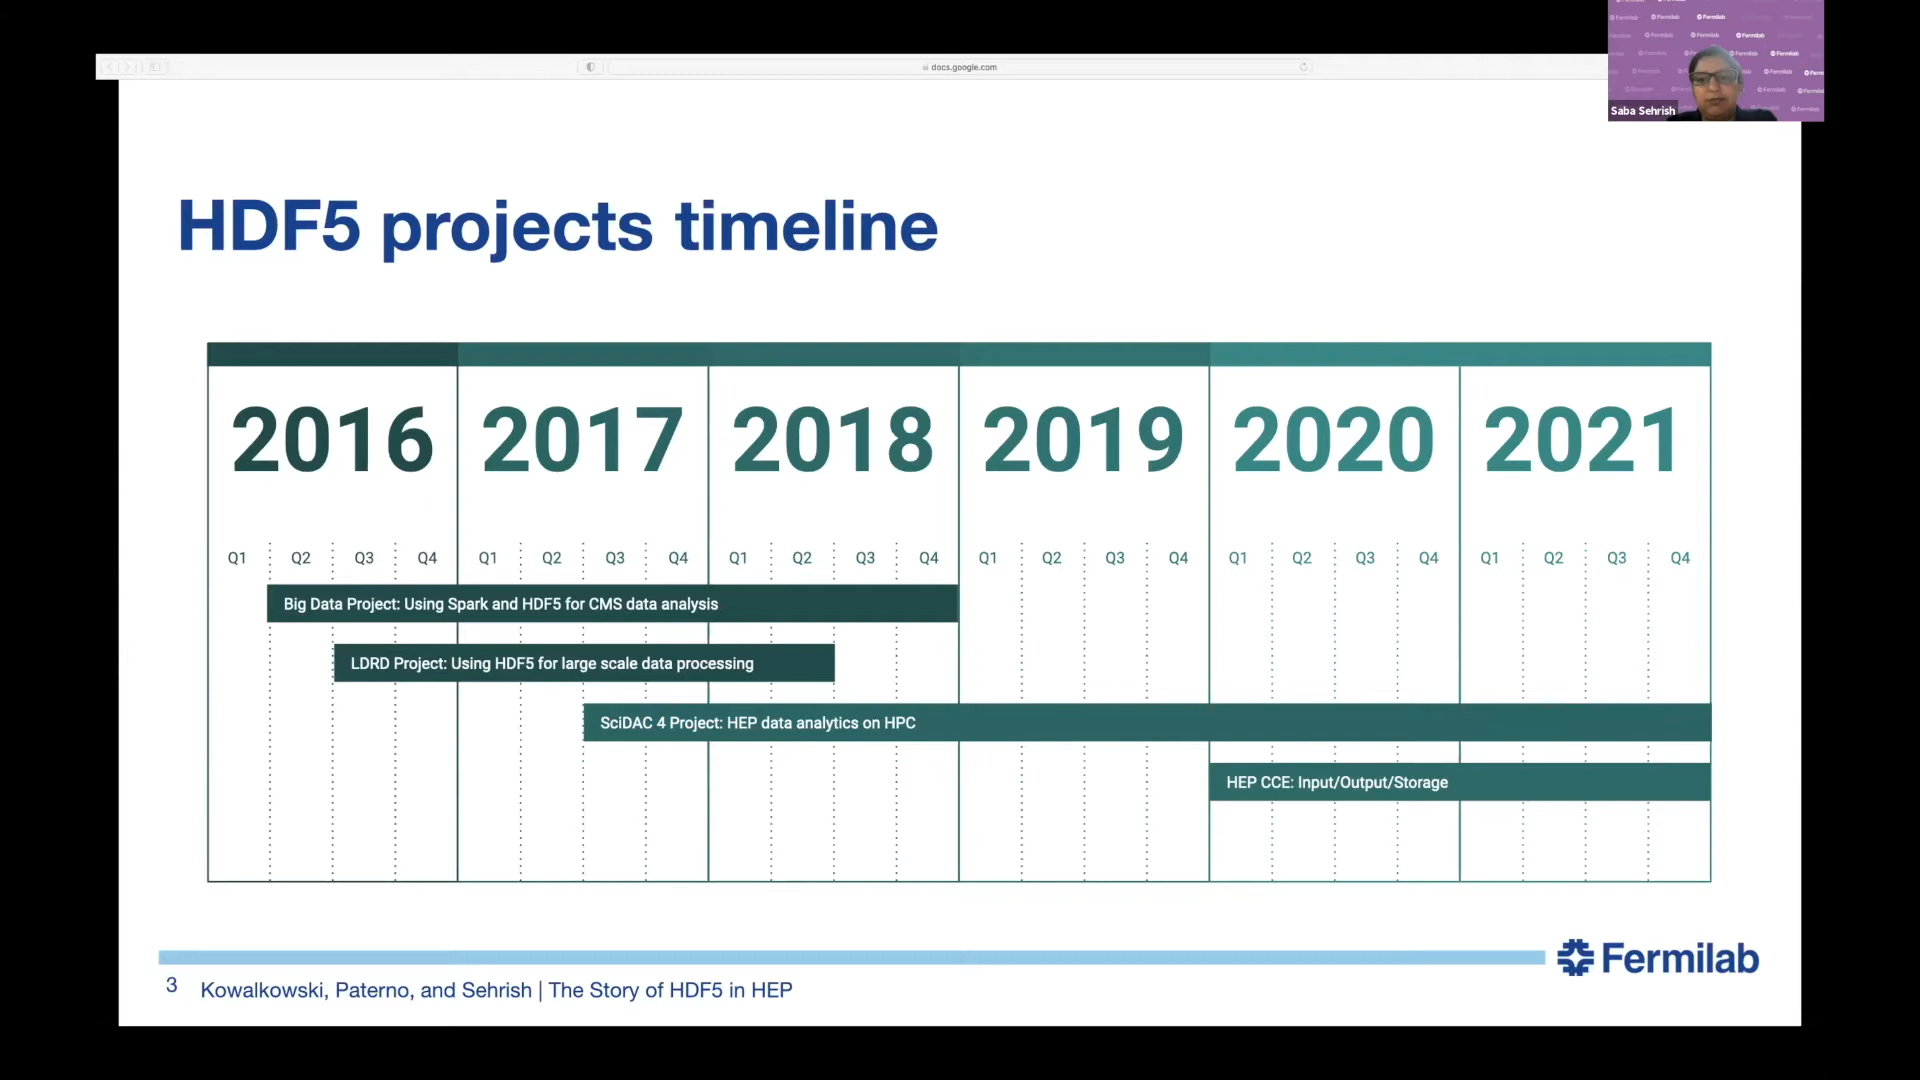 docs.google.com
Fermilab
Saba Sehrish
HDF5 projects timeline
2016 2017 2018 2019 2020 2021
Q1 Q2 Q3 Q4 Q1 Q2 Q3 Q4 Q1 Q2 Q3 Q4 Q1 Q2 Q3 Q4 Q1 Q2 Q3 Q4 Q1 Q2 Q3 Q4
Big Data Project: Using Spark and HDF5 for CMS data analysis
LDRD Project: Using HDF5 for large scale data processing
SciDAC 4 Project: HEP data analytics on HPC
HEP CCE: Input/Output/Storage
Fermilab
3 Kowalkowski, Paterno, and Sehrish | The Story of HDF5 in HEP